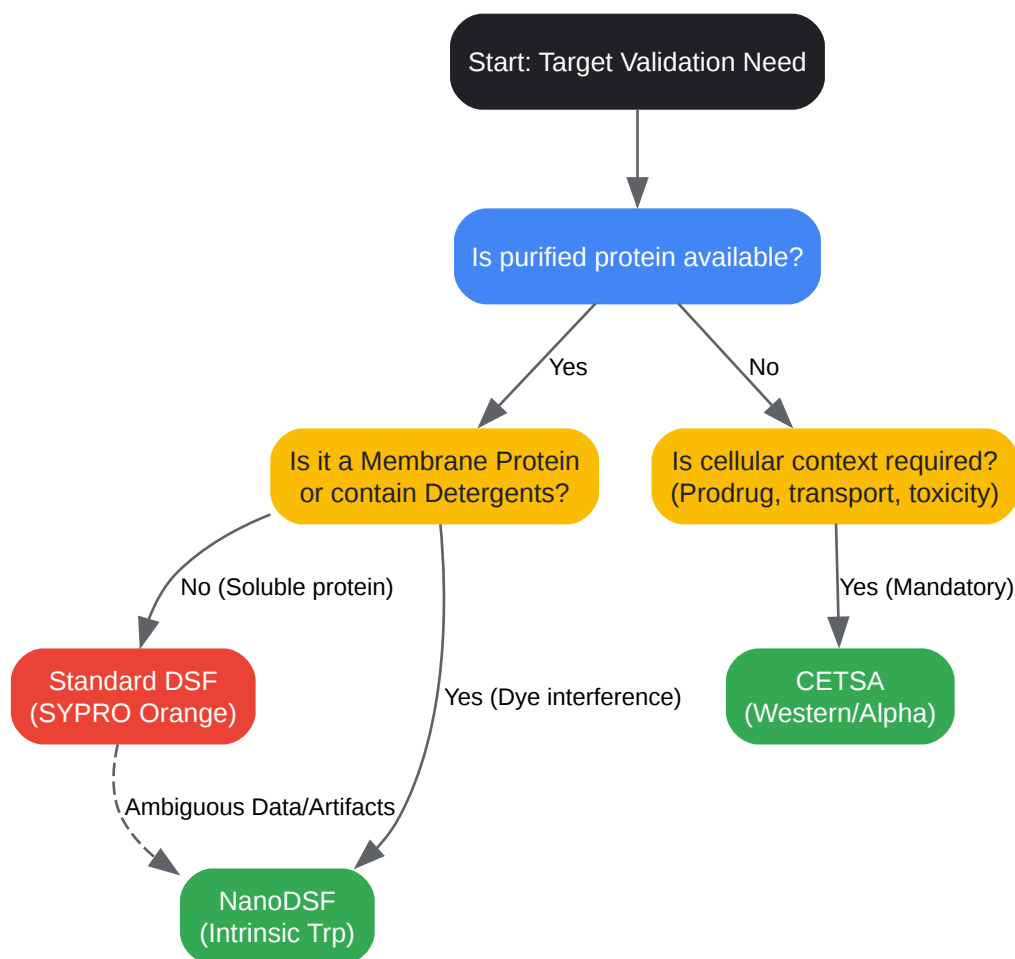 Start: Target Validation Need
Is purified protein available?
Yes
No
Is it a Membrane Protein
or contain Detergents?
Is cellular context required?
(Prodrug, transport, toxicity)
No (Soluble protein)
Yes (Mandatory)
Standard DSF
(SYPRO Orange)
Yes (Dye interference)
CETSA
(Western/Alpha)
Ambiguous Data/Artifacts
NanoDSF
(Intrinsic Trp)